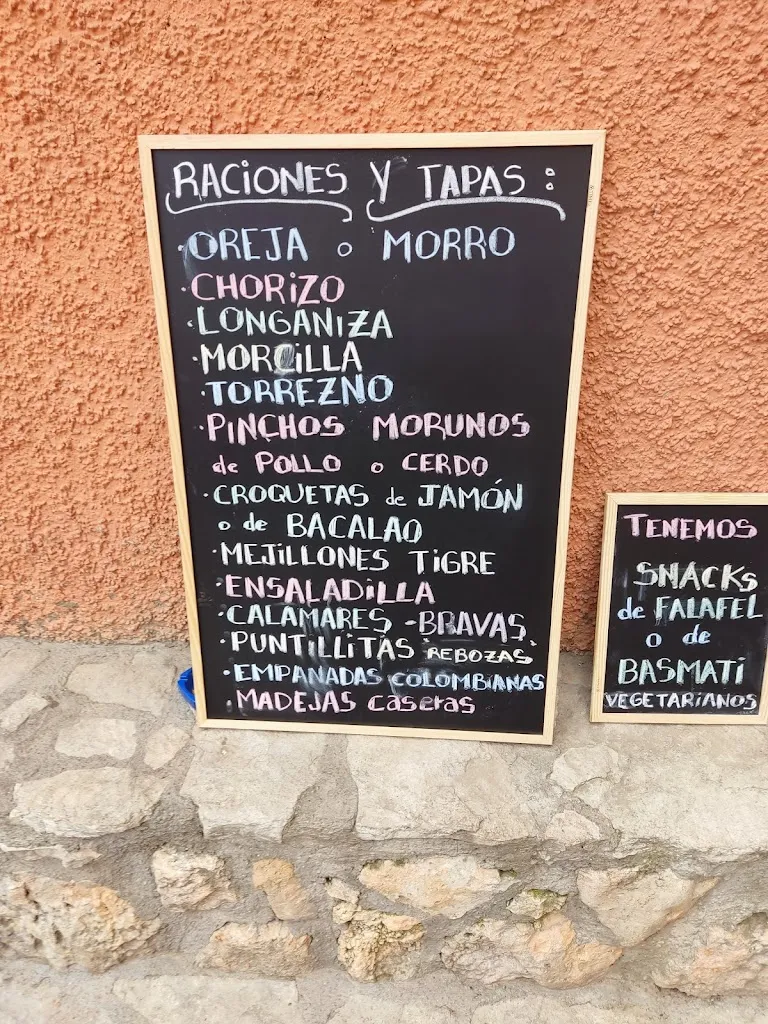 RACIONES Y TAPAS :
·OREJA o MORRO
·CHORIZO
·LONGANIZA
·MORCILLA
·TORREZNO
·PINCHOS MORUNOS
de POLLO o CERDO
·CROQUETAS de JAMÓN
o de BACALAO
·MEJILLONES TIGRE
·ENSALADILLA
·CALAMARES -BRAVAS
·PUNTILLITAS REBOZAS
·EMPANADAS COLOMBIANAS
·MADEJAS caseras
TENEMOS
SNACKS
de FALAFEL
o de
BASMATI
VEGETARIANOS